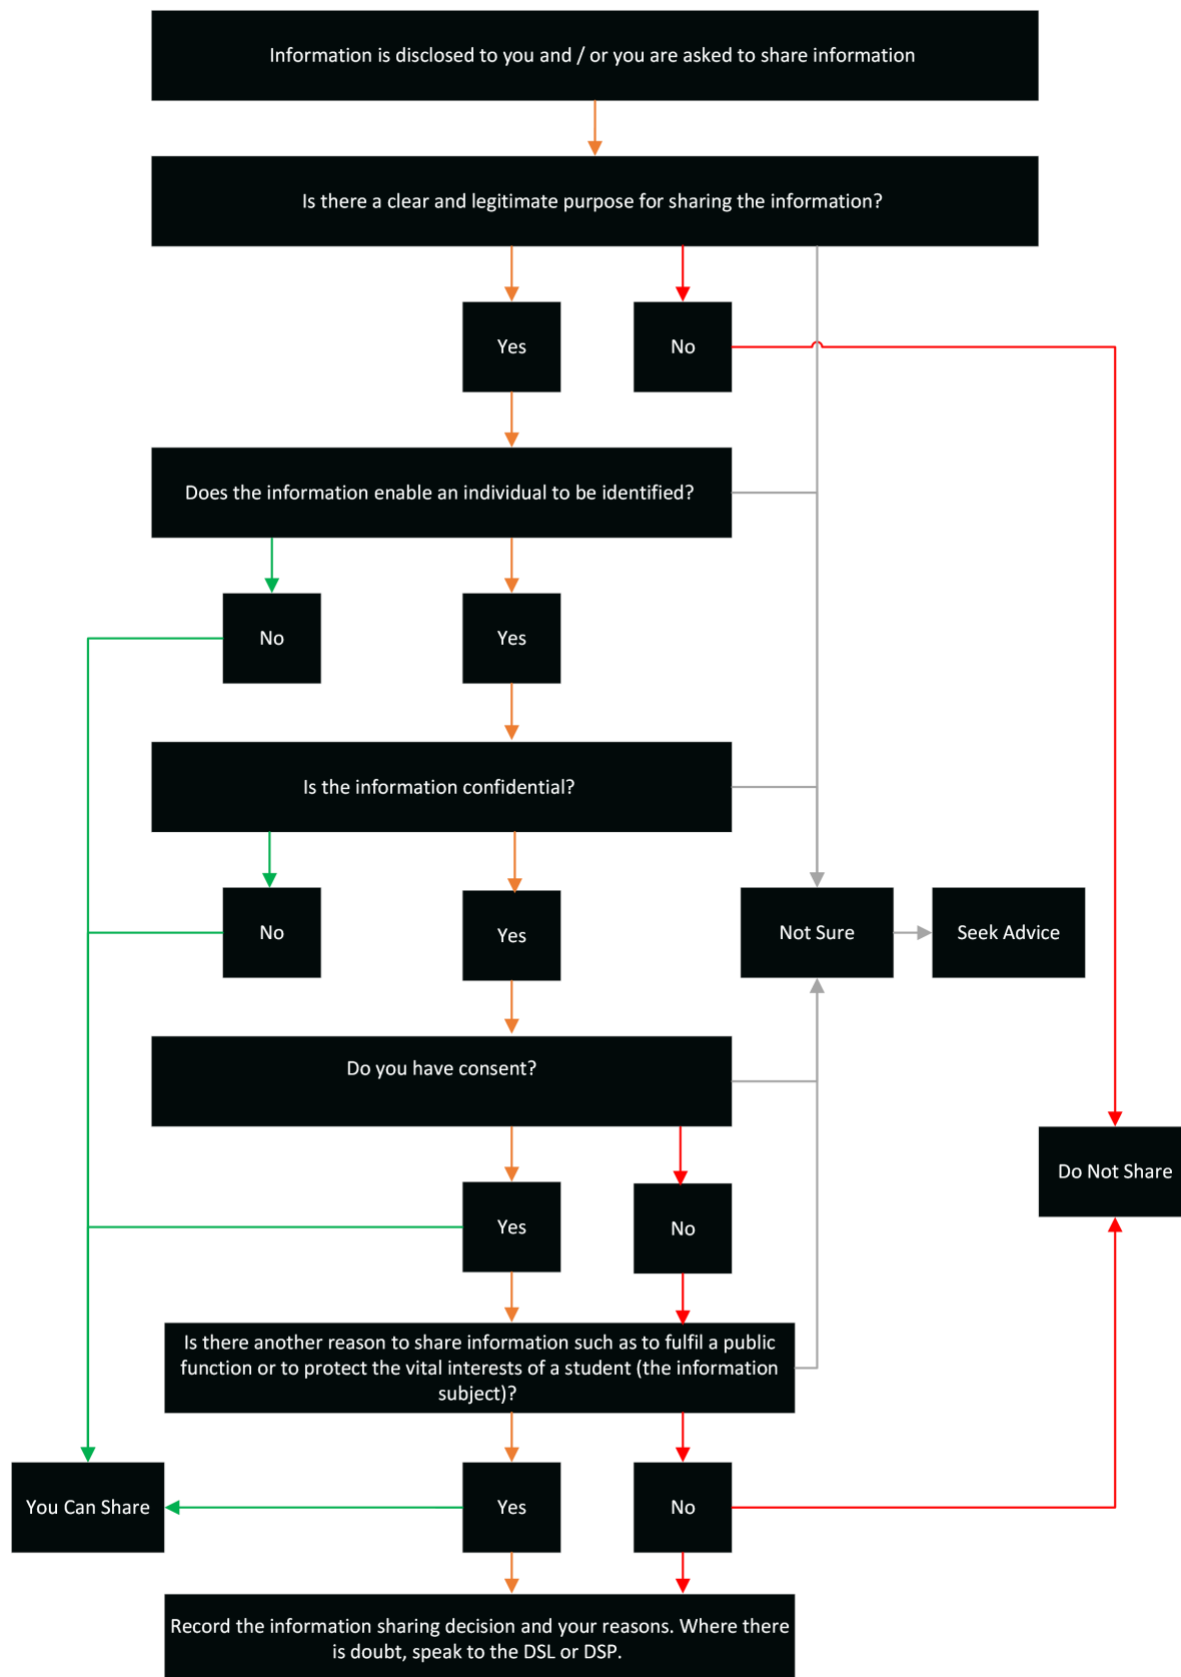 Information is disclosed to you and / or you are asked to share information
Is there a clear and legitimate purpose for sharing the information?
Yes
No
Does the information enable an individual to be identified?
No
Yes
Is the information confidential?
No
Yes
Not Sure
Seek Advice
Do you have consent?
Do Not Share
Yes
No
Is there another reason to share information such as to fulfil a public
function or to protect the vital interests of a student (the information
subject)?
You Can Share
Yes
No
Record the information sharing decision and your reasons. Where there
is doubt, speak to the DSL or DSP.